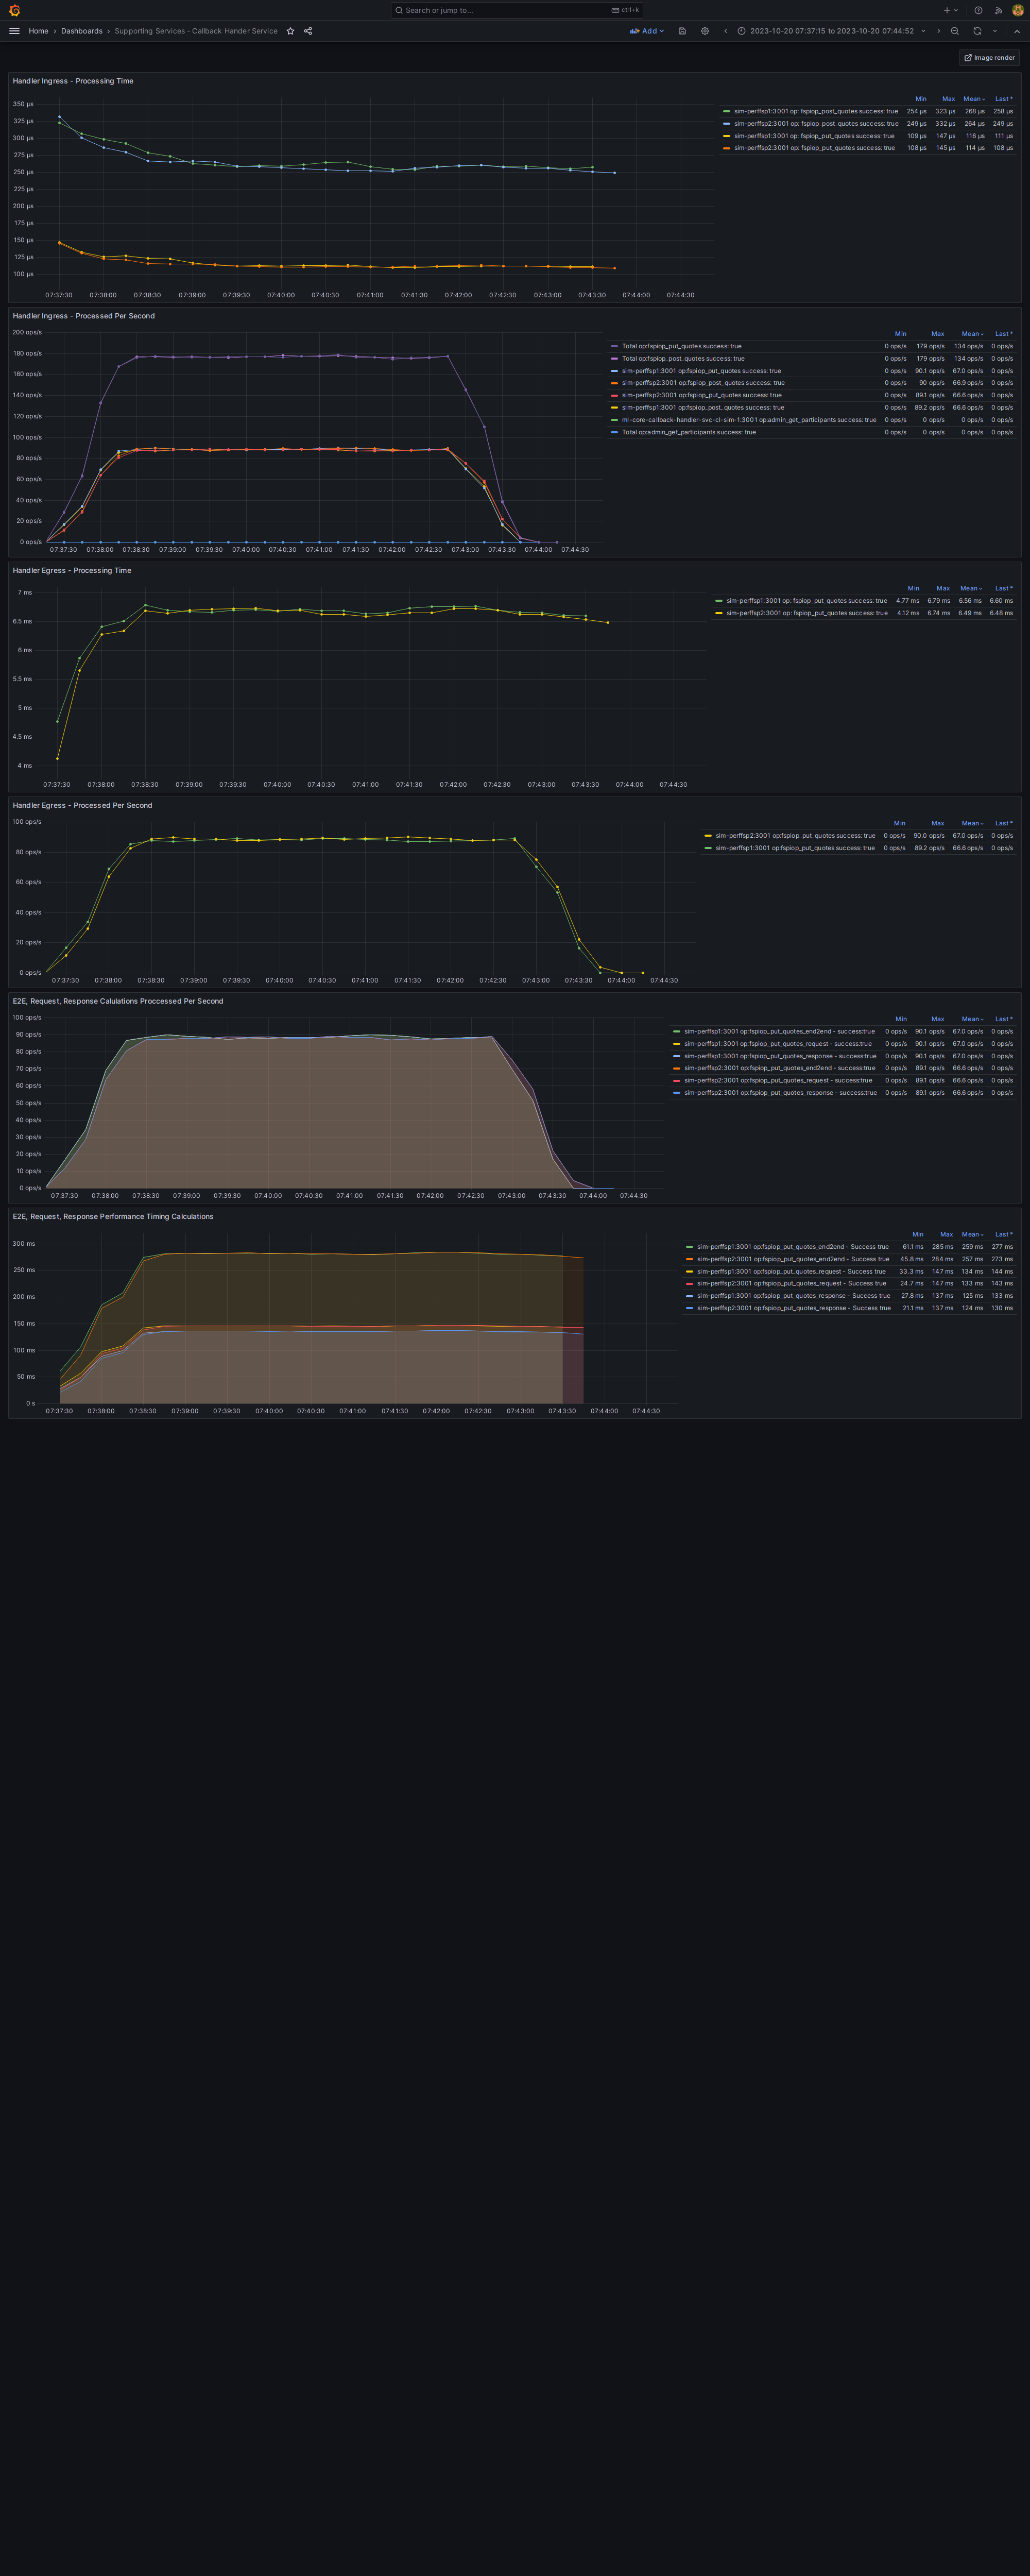 Search or jump to... ctrl+k
Home › Dashboards › Supporting Services - Callback Hander Service Add 2023-10-20 07:37:15 to 2023-10-20 07:44:52
Image render
Handler Ingress - Processing Time
350 µs
325 µs
300 µs
275 µs
250 µs
225 µs
200 µs
175 µs
150 µs
125 µs
100 µs
07:37:30 07:38:00 07:38:30 07:39:00 07:39:30 07:40:00 07:40:30 07:41:00 07:41:30 07:42:00 07:42:30 07:43:00 07:43:30 07:44:00 07:44:30
Min Max Mean Last *
sim-perffsp1:3001 op: fspiop_post_quotes success: true 254 µs 323 µs 268 µs 258 µs
sim-perffsp2:3001 op: fspiop_post_quotes success: true 249 µs 332 µs 264 µs 249 µs
sim-perffsp1:3001 op: fspiop_put_quotes success: true 109 µs 147 µs 116 µs 111 µs
sim-perffsp2:3001 op: fspiop_put_quotes success: true 108 µs 145 µs 114 µs 108 µs
Handler Ingress - Processed Per Second
200 ops/s
180 ops/s
160 ops/s
140 ops/s
120 ops/s
100 ops/s
80 ops/s
60 ops/s
40 ops/s
20 ops/s
0 ops/s
07:37:30 07:38:00 07:38:30 07:39:00 07:39:30 07:40:00 07:40:30 07:41:00 07:41:30 07:42:00 07:42:30 07:43:00 07:43:30 07:44:00 07:44:30
Min Max Mean Last *
Total op:fspiop_put_quotes success: true 0 ops/s 179 ops/s 134 ops/s 0 ops/s
Total op:fspiop_post_quotes success: true 0 ops/s 179 ops/s 134 ops/s 0 ops/s
sim-perffsp1:3001 op:fspiop_put_quotes success: true 0 ops/s 90.1 ops/s 67.0 ops/s 0 ops/s
sim-perffsp2:3001 op:fspiop_post_quotes success: true 0 ops/s 90 ops/s 66.9 ops/s 0 ops/s
sim-perffsp2:3001 op:fspiop_put_quotes success: true 0 ops/s 89.1 ops/s 66.6 ops/s 0 ops/s
sim-perffsp1:3001 op:fspiop_post_quotes success: true 0 ops/s 89.2 ops/s 66.6 ops/s 0 ops/s
ml-core-callback-handler-svc-cl-sim-1:3001 op:admin_get_participants success: true 0 ops/s 0 ops/s 0 ops/s 0 ops/s
Total op:admin_get_participants success: true 0 ops/s 0 ops/s 0 ops/s 0 ops/s
Handler Egress - Processing Time
7 ms
6.5 ms
6 ms
5.5 ms
5 ms
4.5 ms
4 ms
07:37:30 07:38:00 07:38:30 07:39:00 07:39:30 07:40:00 07:40:30 07:41:00 07:41:30 07:42:00 07:42:30 07:43:00 07:43:30 07:44:00 07:44:30
Min Max Mean Last *
sim-perffsp1:3001 op: fspiop_put_quotes success: true 4.77 ms 6.79 ms 6.56 ms 6.60 ms
sim-perffsp2:3001 op: fspiop_put_quotes success: true 4.12 ms 6.74 ms 6.49 ms 6.48 ms
Handler Egress - Processed Per Second
100 ops/s
80 ops/s
60 ops/s
40 ops/s
20 ops/s
0 ops/s
07:37:30 07:38:00 07:38:30 07:39:00 07:39:30 07:40:00 07:40:30 07:41:00 07:41:30 07:42:00 07:42:30 07:43:00 07:43:30 07:44:00 07:44:30
Min Max Mean Last *
sim-perffsp2:3001 op:fspiop_put_quotes success: true 0 ops/s 90.0 ops/s 67.0 ops/s 0 ops/s
sim-perffsp1:3001 op:fspiop_put_quotes success: true 0 ops/s 89.2 ops/s 66.6 ops/s 0 ops/s
E2E, Request, Response Calulations Proccessed Per Second
100 ops/s
90 ops/s
80 ops/s
70 ops/s
60 ops/s
50 ops/s
40 ops/s
30 ops/s
20 ops/s
10 ops/s
0 ops/s
07:37:30 07:38:00 07:38:30 07:39:00 07:39:30 07:40:00 07:40:30 07:41:00 07:41:30 07:42:00 07:42:30 07:43:00 07:43:30 07:44:00 07:44:30
Min Max Mean Last *
sim-perffsp1:3001 op:fspiop_put_quotes_end2end - success:true 0 ops/s 90.1 ops/s 67.0 ops/s 0 ops/s
sim-perffsp1:3001 op:fspiop_put_quotes_request - success:true 0 ops/s 90.1 ops/s 67.0 ops/s 0 ops/s
sim-perffsp1:3001 op:fspiop_put_quotes_response - success:true 0 ops/s 90.1 ops/s 67.0 ops/s 0 ops/s
sim-perffsp2:3001 op:fspiop_put_quotes_end2end - success:true 0 ops/s 89.1 ops/s 66.6 ops/s 0 ops/s
sim-perffsp2:3001 op:fspiop_put_quotes_request - success:true 0 ops/s 89.1 ops/s 66.6 ops/s 0 ops/s
sim-perffsp2:3001 op:fspiop_put_quotes_response - success:true 0 ops/s 89.1 ops/s 66.6 ops/s 0 ops/s
E2E, Request, Response Performance Timing Calculations
300 ms
250 ms
200 ms
150 ms
100 ms
50 ms
0 s
07:37:30 07:38:00 07:38:30 07:39:00 07:39:30 07:40:00 07:40:30 07:41:00 07:41:30 07:42:00 07:42:30 07:43:00 07:43:30 07:44:00 07:44:30
Min Max Mean Last *
sim-perffsp1:3001 op:fspiop_put_quotes_end2end - Success true 61.1 ms 285 ms 259 ms 277 ms
sim-perffsp2:3001 op:fspiop_put_quotes_end2end - Success true 45.8 ms 284 ms 257 ms 273 ms
sim-perffsp1:3001 op:fspiop_put_quotes_request - Success true 33.3 ms 147 ms 134 ms 144 ms
sim-perffsp2:3001 op:fspiop_put_quotes_request - Success true 24.7 ms 147 ms 133 ms 143 ms
sim-perffsp1:3001 op:fspiop_put_quotes_response - Success true 27.8 ms 137 ms 125 ms 133 ms
sim-perffsp2:3001 op:fspiop_put_quotes_response - Success true 21.1 ms 137 ms 124 ms 130 ms